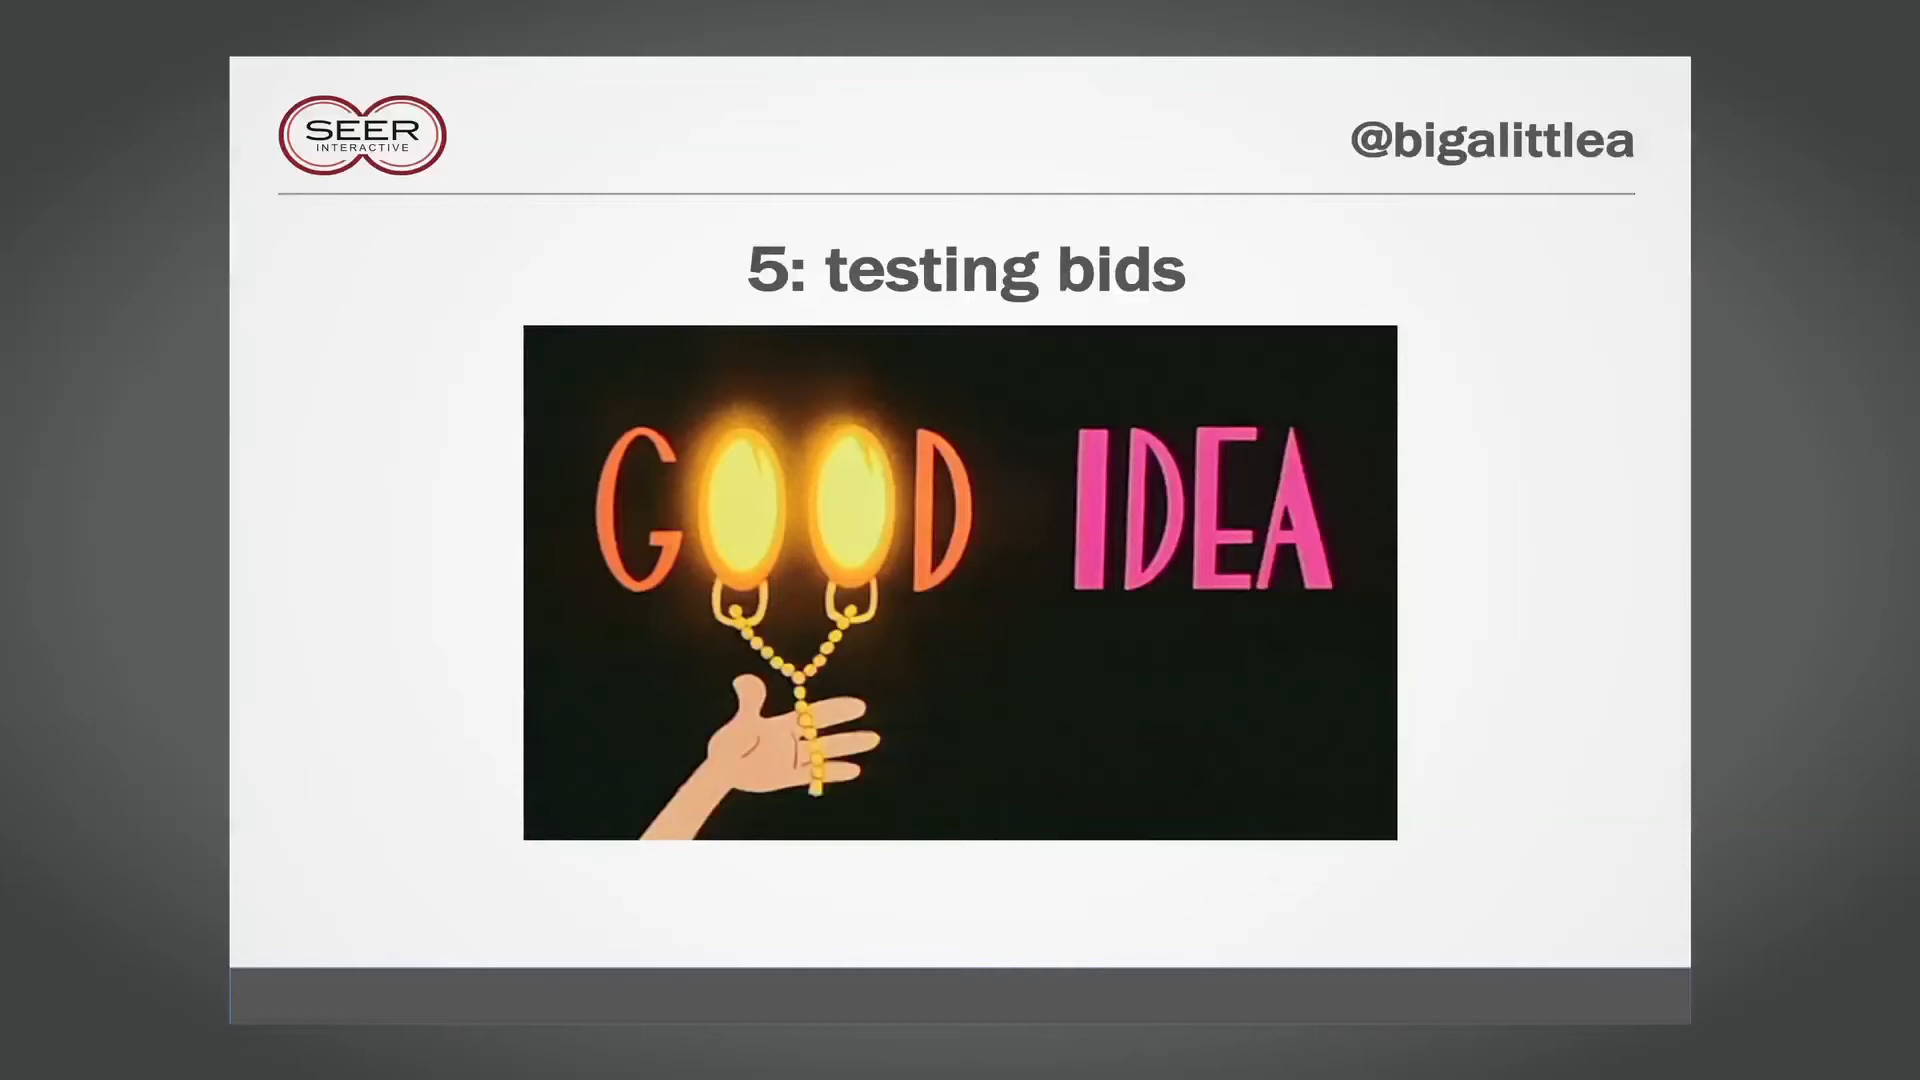 SEER
INTERACTIVE
@bigalittlea
5: testing bids
GOOD IDEA